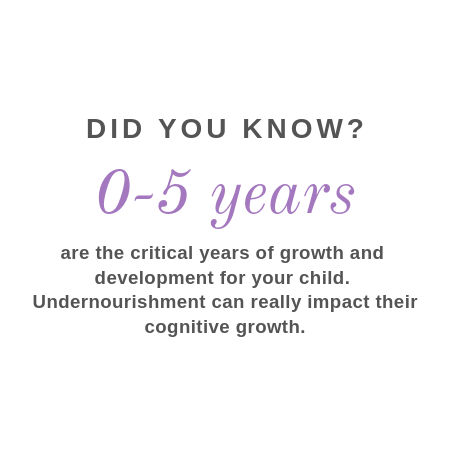 DID YOU KNOW?
0-5 years
are the critical years of growth and
development for your child.
Undernourishment can really impact their
cognitive growth.